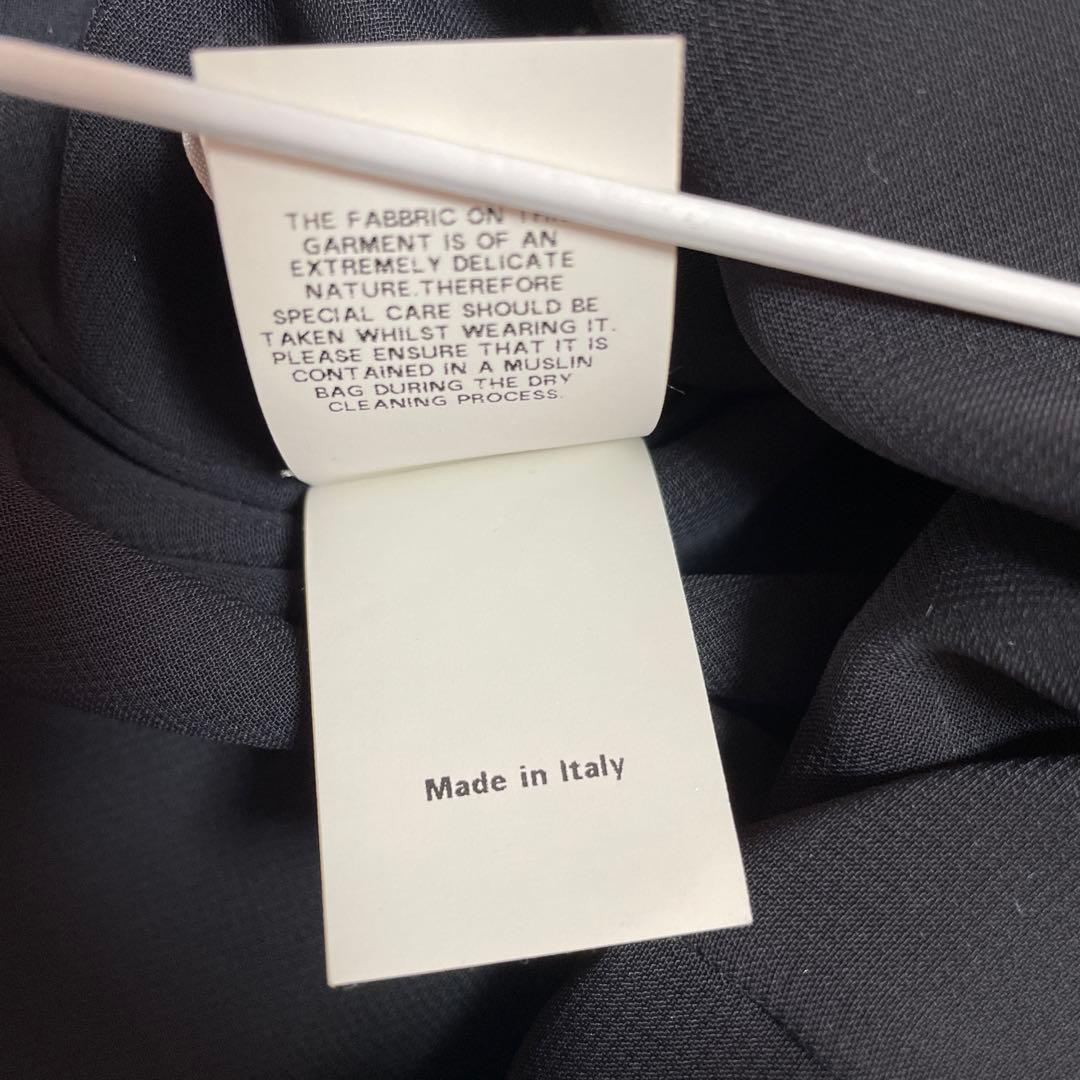 THE FABBRIC ON
GARMENT IS OF AN
EXTREMELY DELICATE
NATURE.THEREFORE
SPECIAL CARE SHOULD BE
TAKEN WHILST WEARING IT.
PLEASE ENSURE THAT IT IS
CONTAINED IN A MUSLIN
BAG DURING THE DRY
CLEANING PROCESS.
Made in Italy